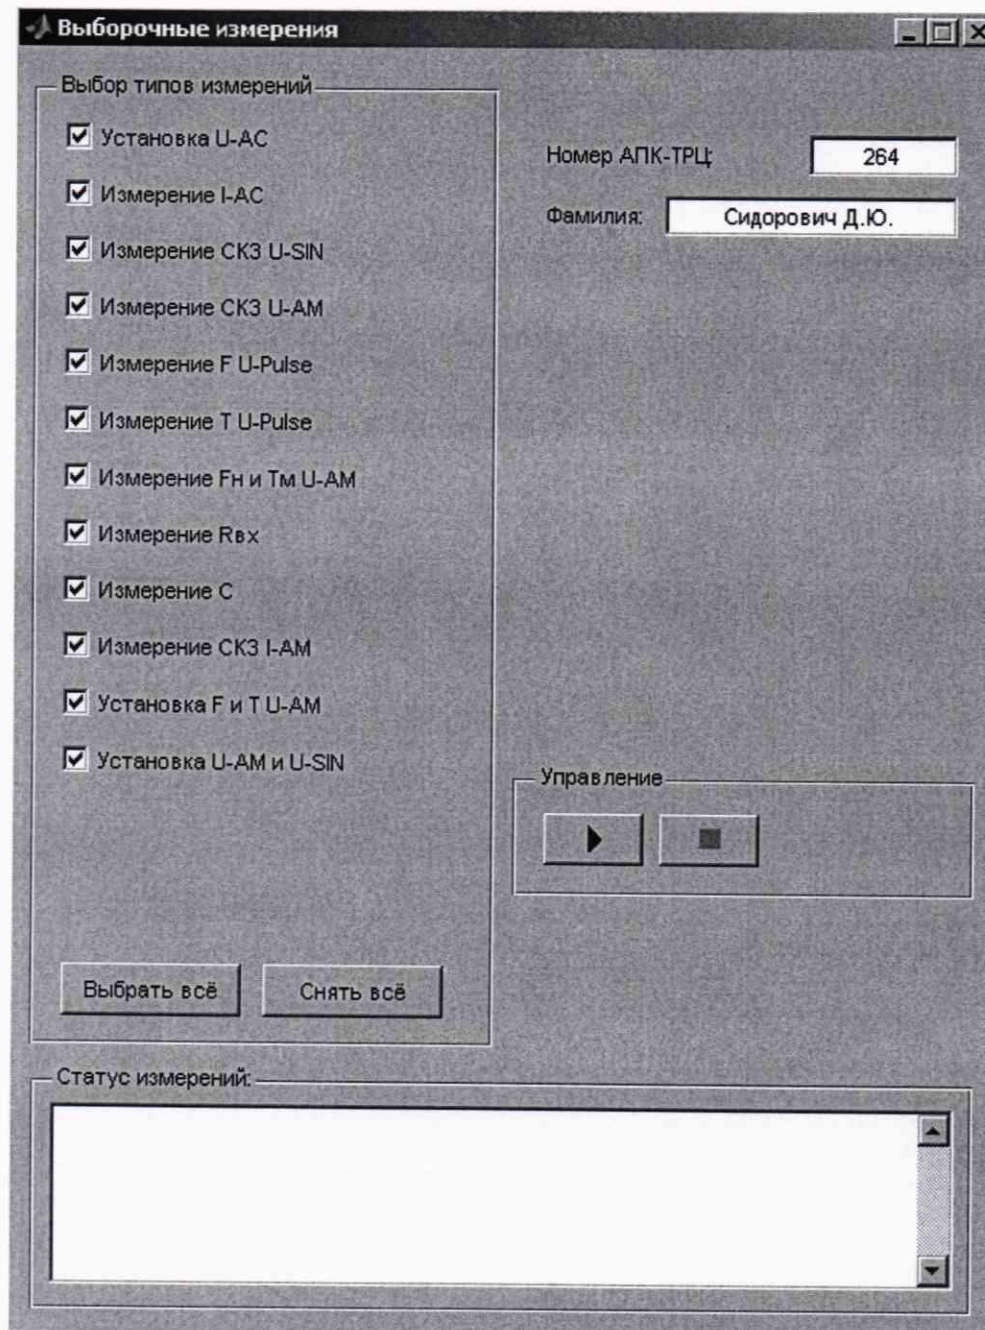 Выборочные измерения
Выбор типов измерений
Установка U-AC
Измерение I-AC
Измерение СКЗ U-SIN
Измерение СКЗ U-AM
Измерение F U-Pulse
Измерение T U-Pulse
Измерение Fн и Тм U-AM
Измерение Rвх
Измерение C
Измерение СКЗ I-AM
Установка F и T U-AM
Установка U-AM и U-SIN
Выбрать всё
Снять всё
Номер АПК-ТРЦ:
264
Фамилия:
Сидорович Д.Ю.
Управление
Статус измерений: